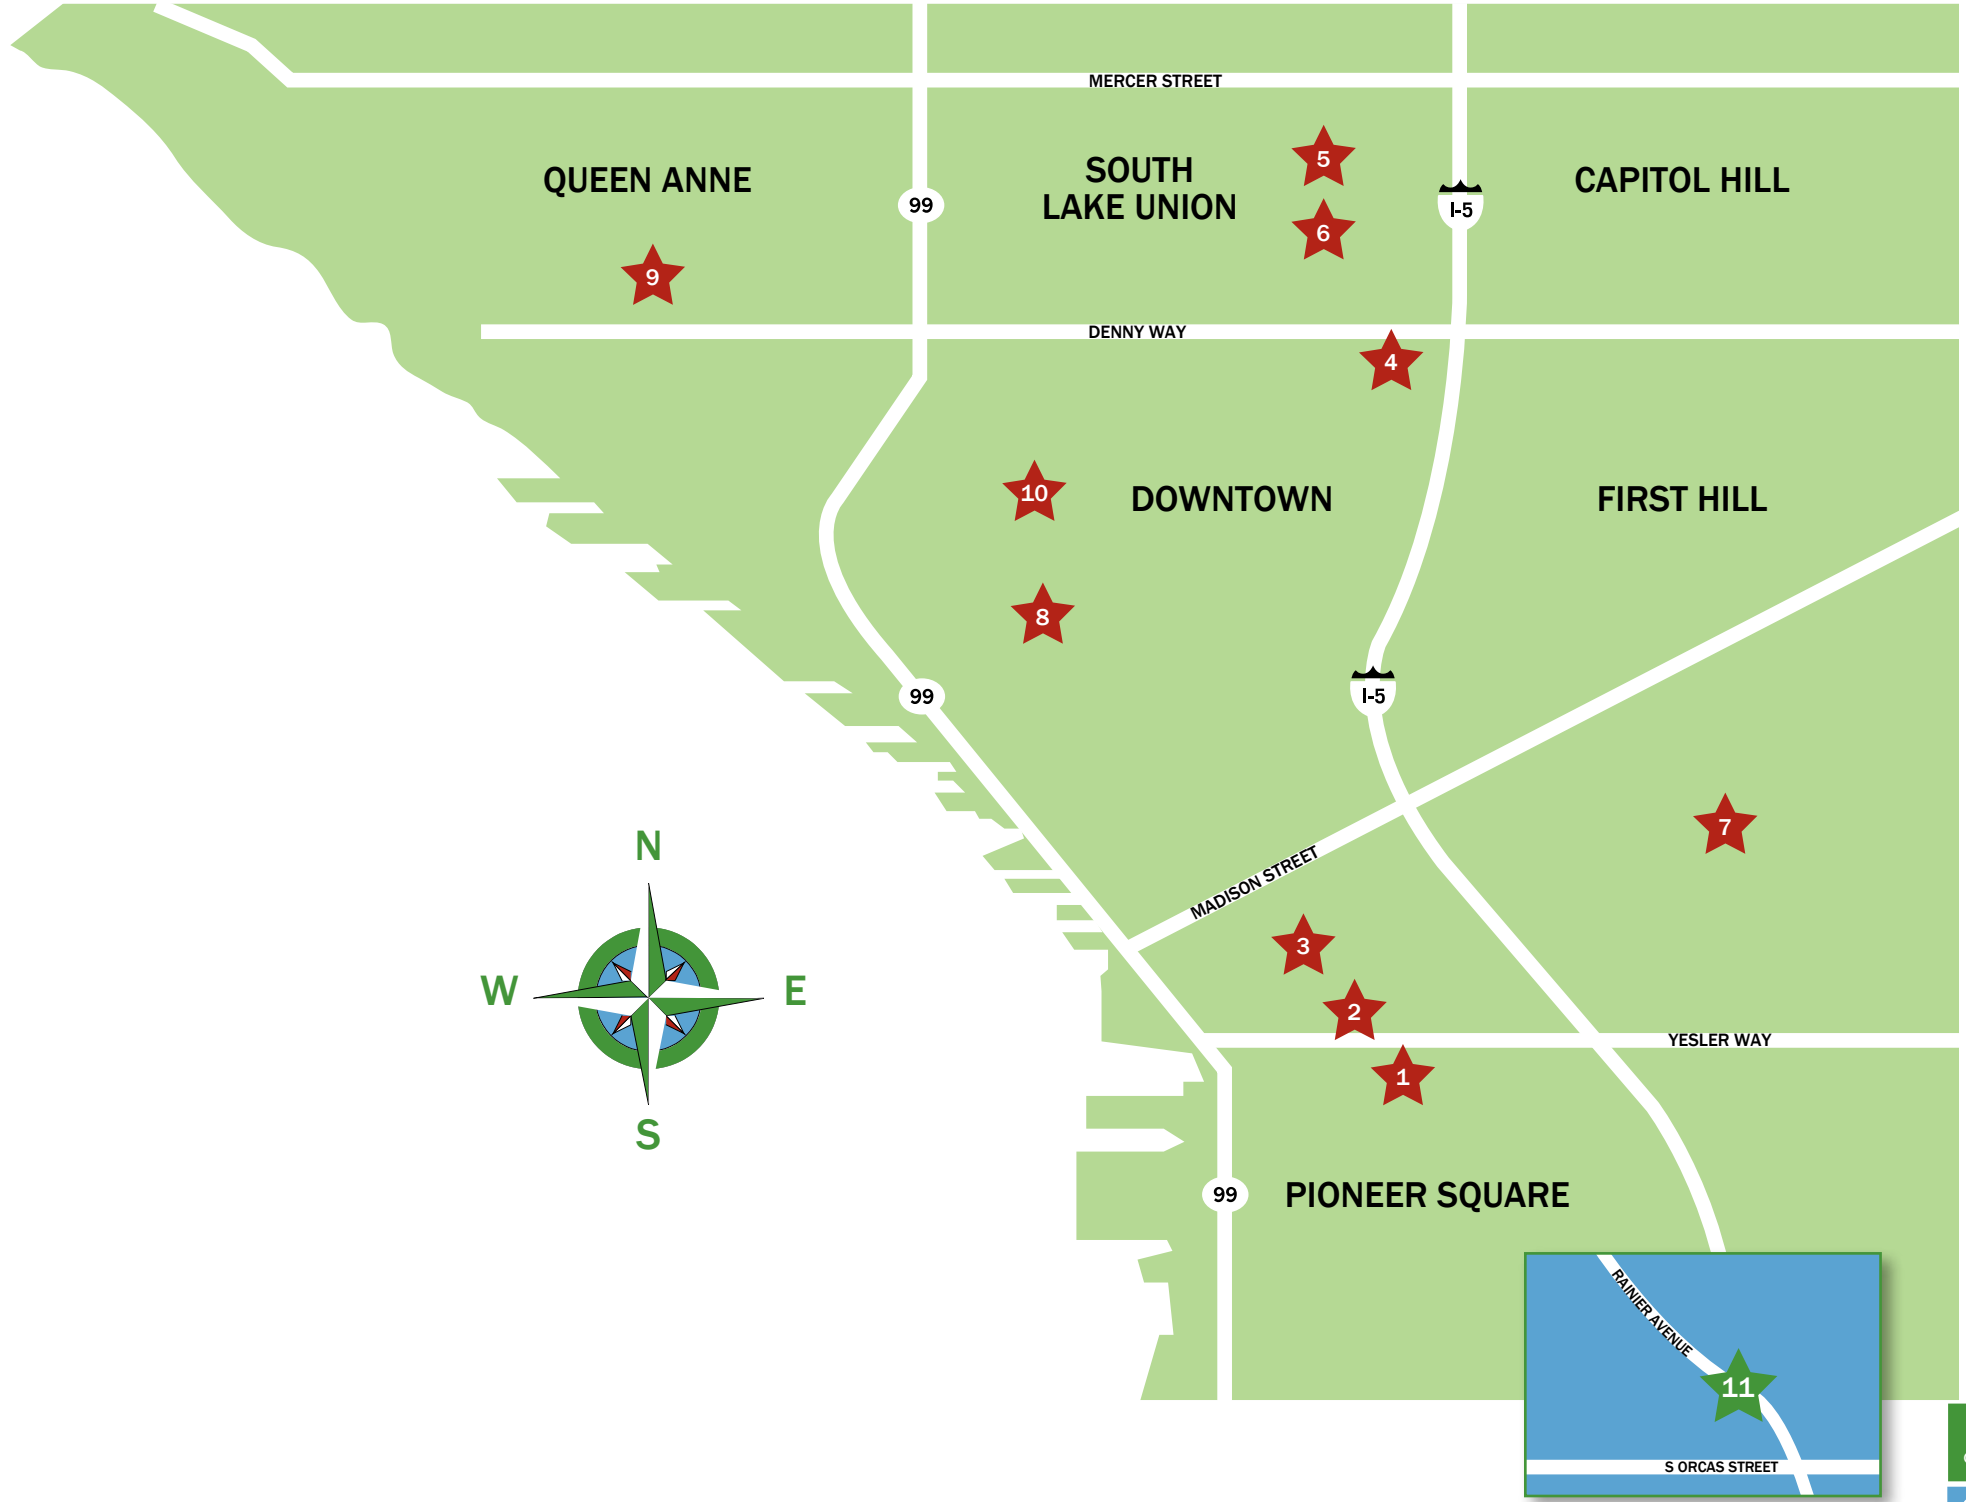 MERCER STREET
QUEEN ANNE
SOUTH
LAKE UNION
5
CAPITOL HILL
99
I-5
6
9
DENNY WAY
4
10
DOWNTOWN
FIRST HILL
8
99
I-5
7
MADISON STREET
N
W
E
S
3
2
YESLER WAY
1
99
PIONEER SQUARE
RAINIER AVENUE
11
S ORCAS STREET